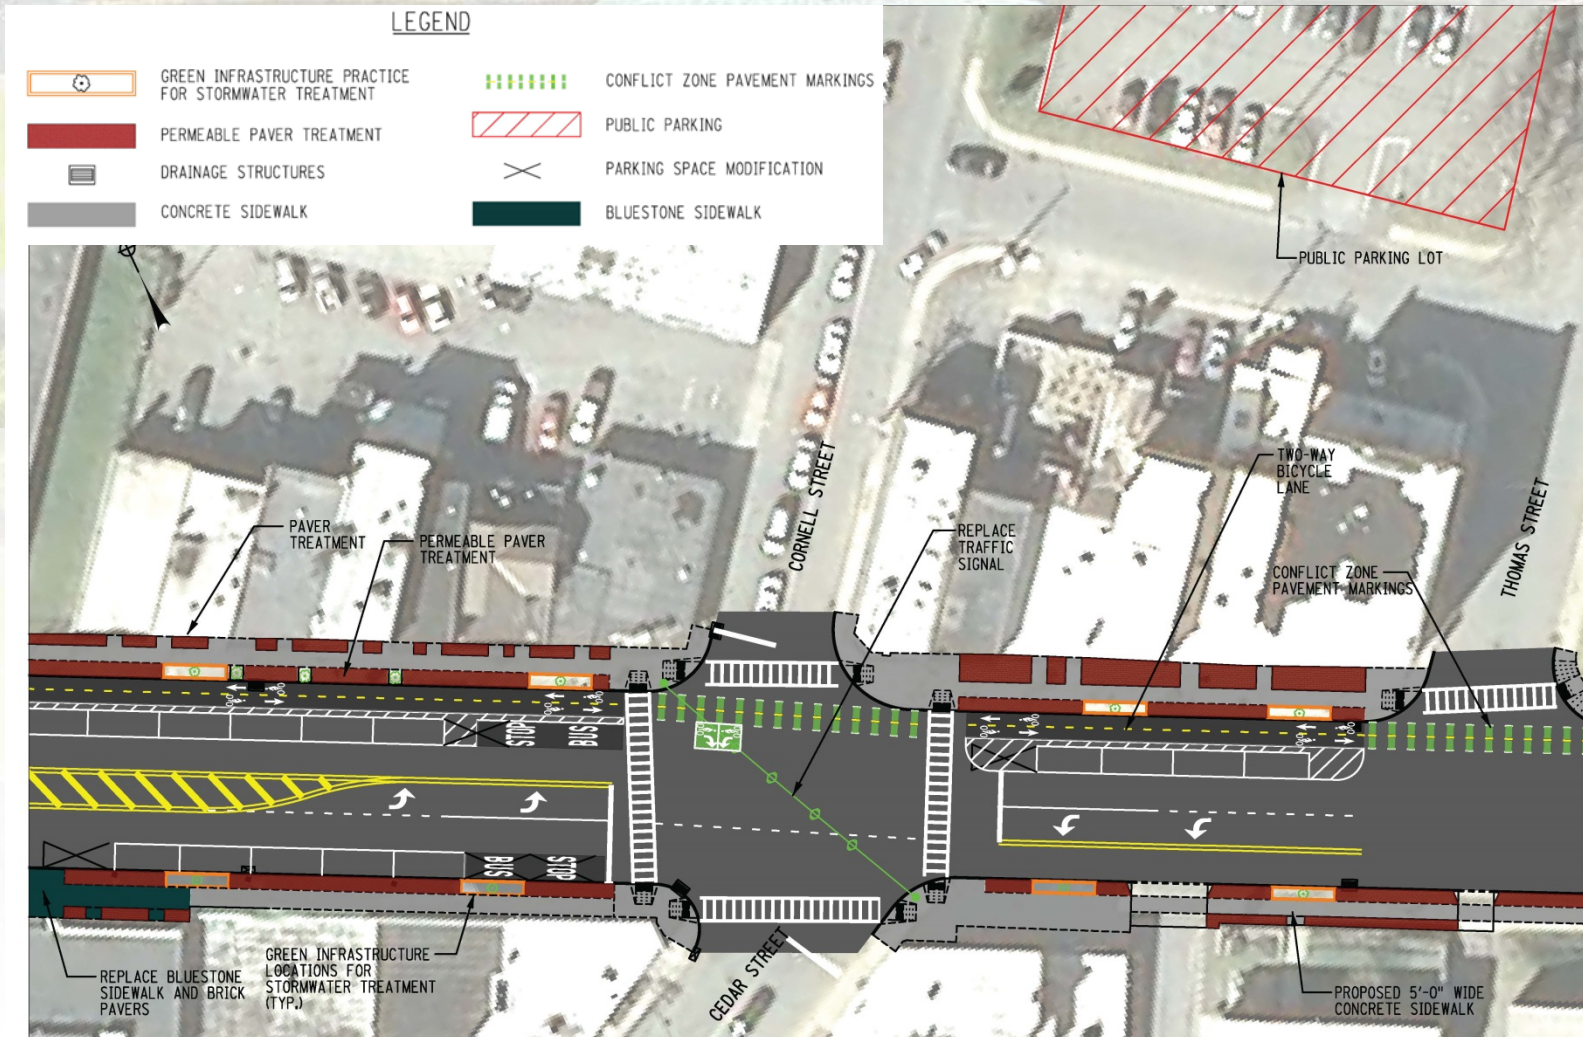 LEGEND
GREEN INFRASTRUCTURE PRACTICE
FOR STORMWATER TREATMENT
PERMEABLE PAVER TREATMENT
DRAINAGE STRUCTURES
CONCRETE SIDEWALK
CONFLICT ZONE PAVEMENT MARKINGS
PUBLIC PARKING
PARKING SPACE MODIFICATION
BLUESTONE SIDEWALK
PUBLIC PARKING LOT
CORNELL STREET
TWO-WAY
BICYCLE
LANE
THOMAS STREET
PAVER
TREATMENT
PERMEABLE PAVER
TREATMENT
REPLACE
TRAFFIC
SIGNAL
CONFLICT ZONE
PAVEMENT MARKINGS
STOP
BUS
BUS
STOP
REPLACE BLUESTONE
SIDEWALK AND BRICK
PAVERS
GREEN INFRASTRUCTURE
LOCATIONS FOR
STORMWATER TREATMENT
(TYP.)
CEDAR STREET
PROPOSED 5'-0" WIDE
CONCRETE SIDEWALK